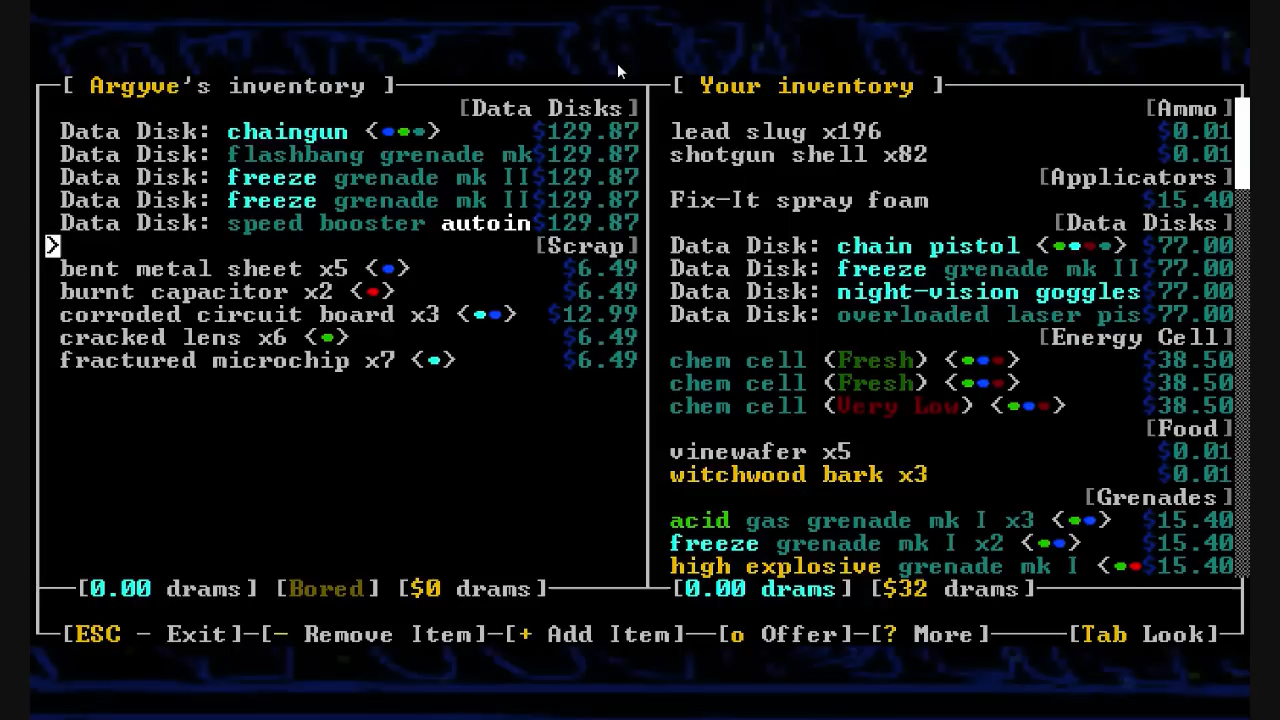 [ Argyve's inventory ]
[Data Disks]
Data Disk: chaingun <•••> $129.87
Data Disk: flashbang grenade mk $129.87
Data Disk: freeze grenade mk II $129.87
Data Disk: freeze grenade mk II $129.87
Data Disk: speed booster autoin $129.87
> [Scrap]
bent metal sheet x5 <•> $6.49
burnt capacitor x2 <•> $6.49
corroded circuit board x3 <••> $12.99
cracked lens x6 <•> $6.49
fractured microchip x7 <•> $6.49
[0.00 drams] [Bored] [$0 drams]
[ Your inventory ]
[Ammo]
lead slug x196 $0.01
shotgun shell x82 $0.01
[Applicators]
Fix-It spray foam $15.40
[Data Disks]
Data Disk: chain pistol <••••> $77.00
Data Disk: freeze grenade mk II $77.00
Data Disk: night-vision goggles $77.00
Data Disk: overloaded laser pis $77.00
[Energy Cell]
chem cell (Fresh) <•••> $38.50
chem cell (Fresh) <•••> $38.50
chem cell (Very Low) <•••> $38.50
[Food]
vinewafer x5 $0.01
witchwood bark x3 $0.01
[Grenades]
acid gas grenade mk I x3 <••> $15.40
freeze grenade mk I x2 <••> $15.40
high explosive grenade mk I <•• $15.40
[0.00 drams] [$32 drams]
[ESC - Exit]-[- Remove Item]-[+ Add Item]-[o Offer]-[? More] [Tab Look]